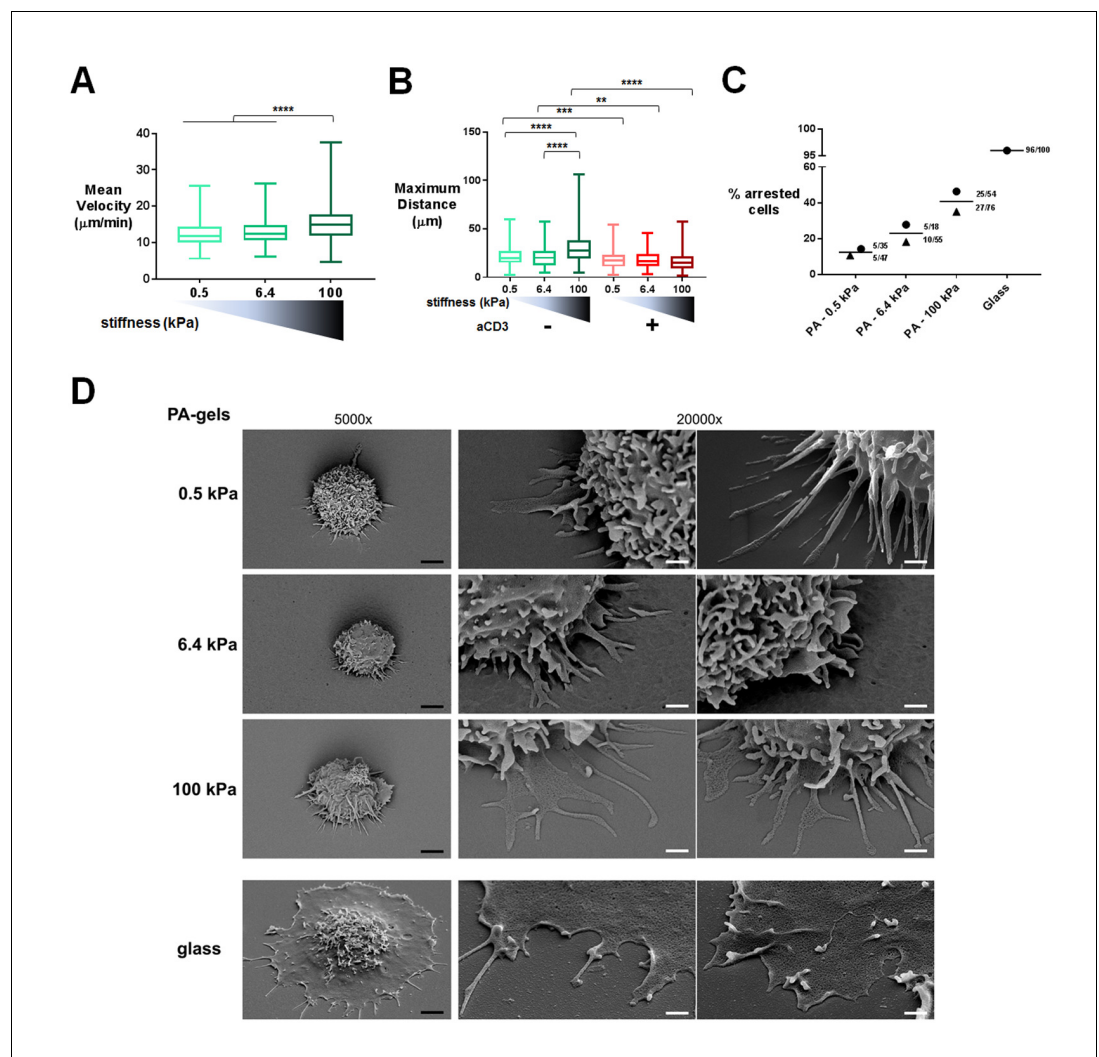 A
B
C
****
40
30
20
10
0
Mean
Velocity
(μm/min)
0.5
6.4
100
stiffness (kPa)
****
**
***
****
****
150
100
50
0
Maximum
Distance
(μm)
0.5
6.4
100
0.5
6.4
100
stiffness (kPa)
aCD3
-
+
100
95
60
40
20
0
% arrested
cells
5/35
5/47
5/18
10/55
25/54
27/76
96/100
PA - 0.5 kPa
PA - 6.4 kPa
PA - 100 kPa
Glass
D
PA-gels
5000x
20000x
0.5 kPa
6.4 kPa
100 kPa
glass